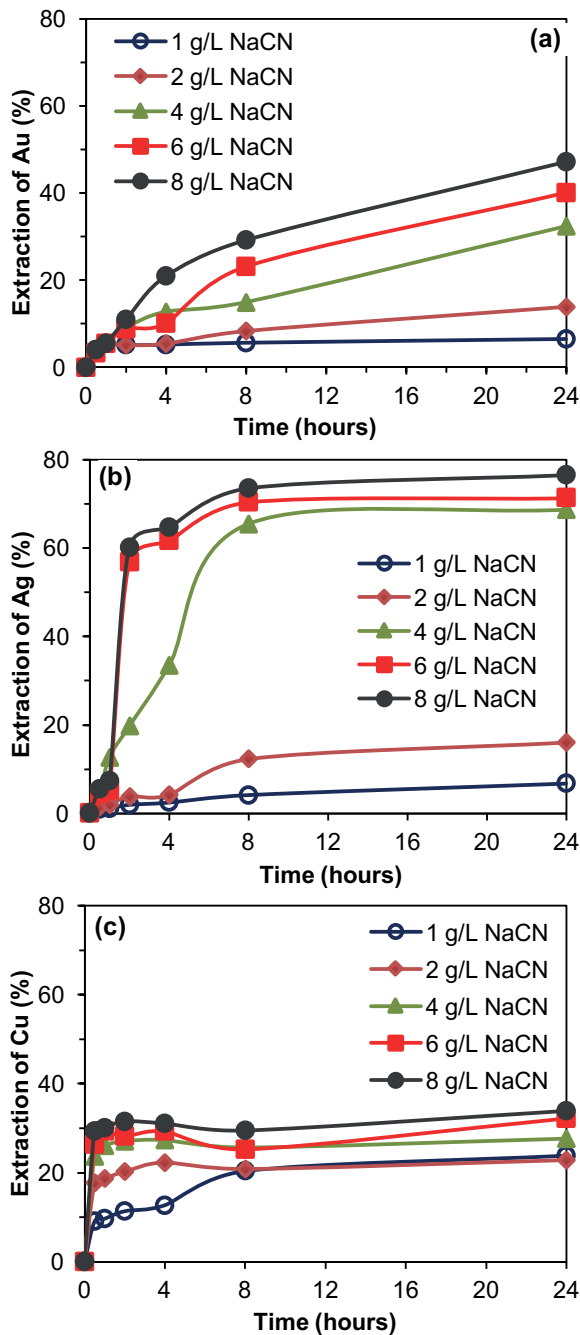 (a)
1 g/L NaCN
2 g/L NaCN
4 g/L NaCN
6 g/L NaCN
8 g/L NaCN
Extraction of Au (%)
80
60
40
20
0
0 4 8 12 16 20 24
Time (hours)
(b)
1 g/L NaCN
2 g/L NaCN
4 g/L NaCN
6 g/L NaCN
8 g/L NaCN
Extraction of Ag (%)
80
60
40
20
0
0 4 8 12 16 20 24
Time (hours)
(c)
1 g/L NaCN
2 g/L NaCN
4 g/L NaCN
6 g/L NaCN
8 g/L NaCN
Extraction of Cu (%)
80
60
40
20
0
0 4 8 12 16 20 24
Time (hours)